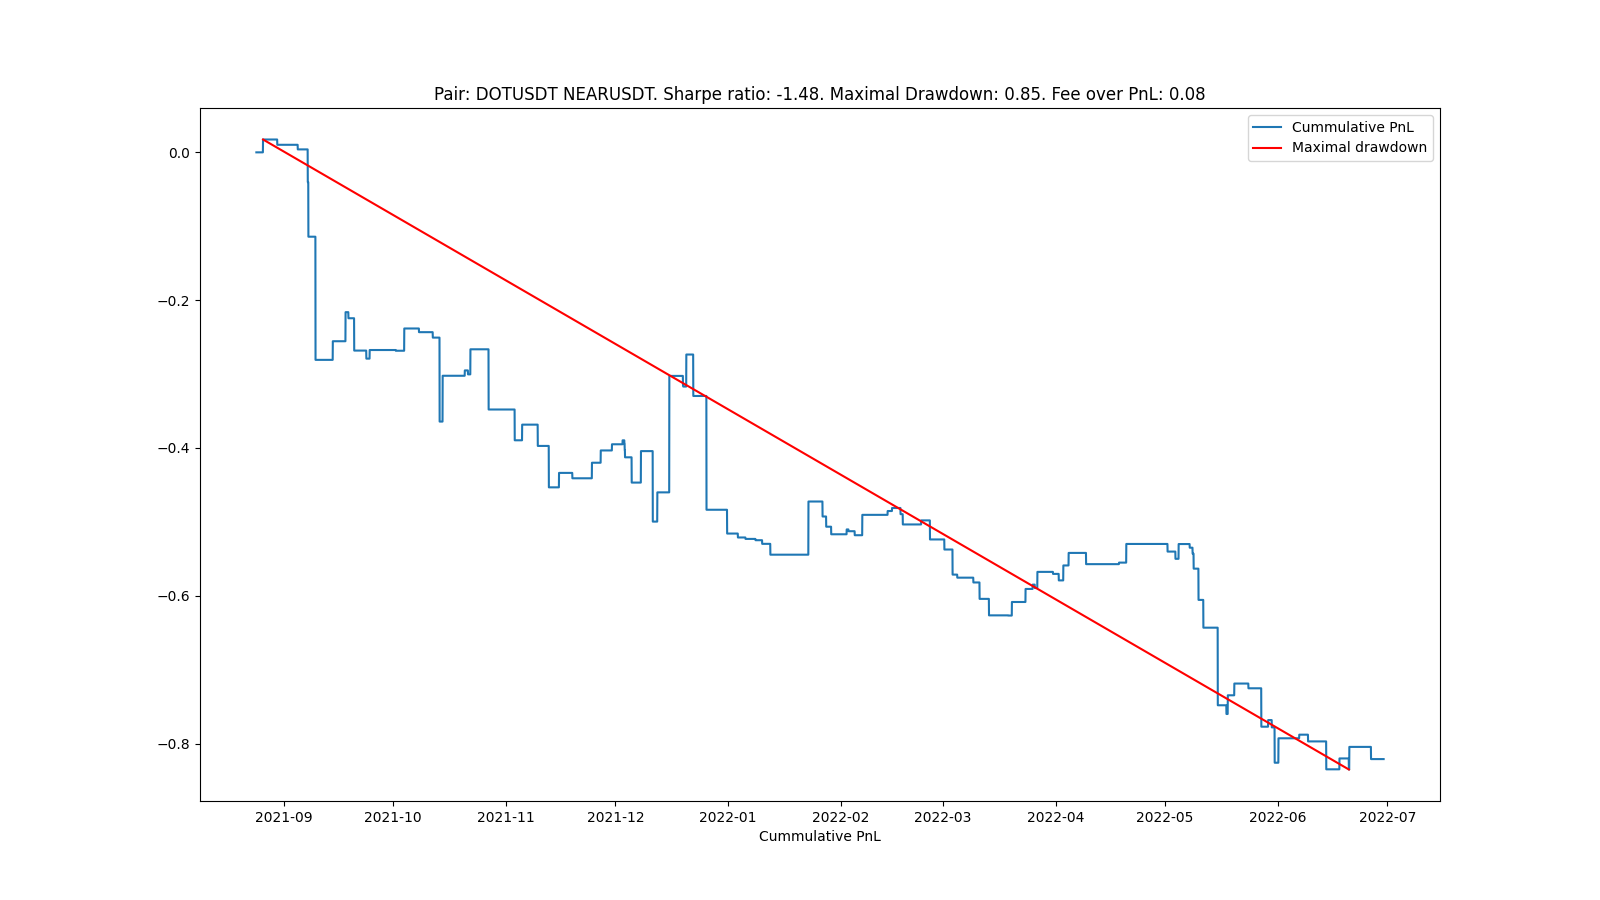 Pair: DOTUSDT NEARUSDT. Sharpe ratio: -1.48. Maximal Drawdown: 0.85. Fee over PnL: 0.08
Cummulative PnL
Maximal drawdown
0.0
−0.2
−0.4
−0.6
−0.8
2021-09 2021-10 2021-11 2021-12 2022-01 2022-02 2022-03 2022-04 2022-05 2022-06 2022-07
Cummulative PnL